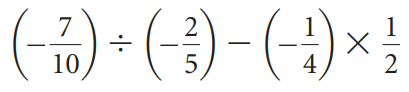 (−7/10) ÷ (−2/5) − (−1/4) × 1/2